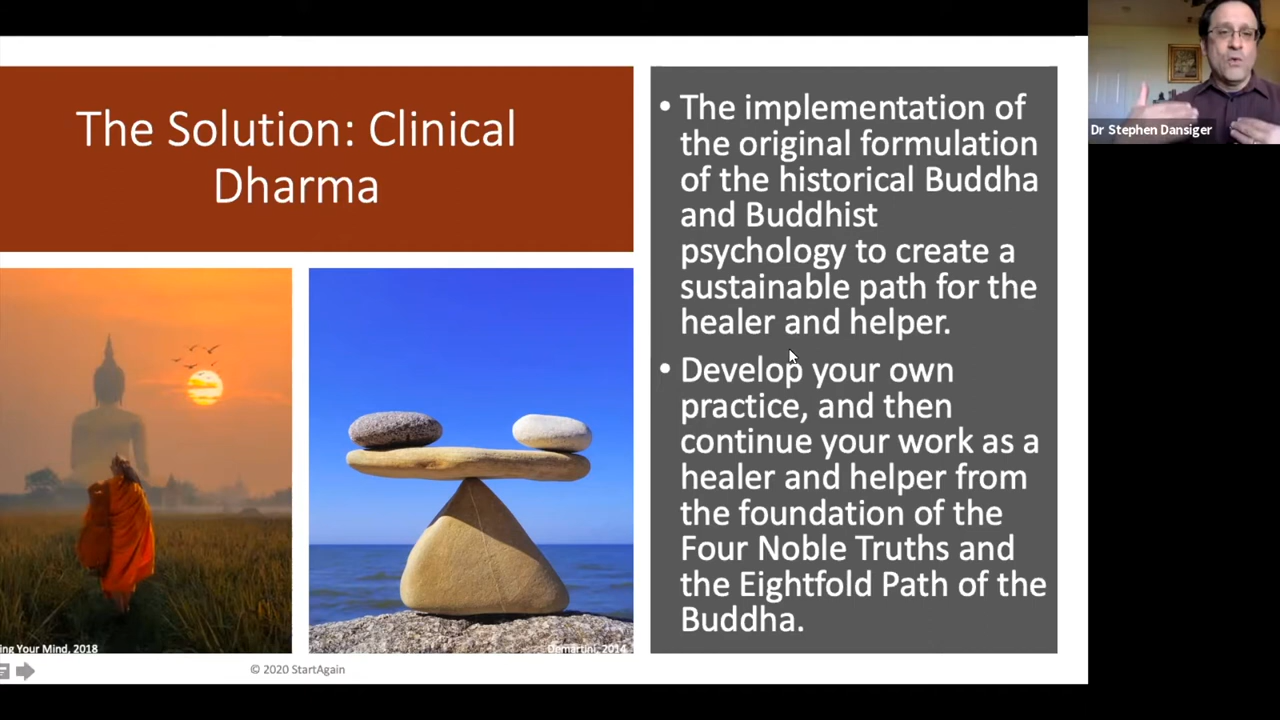 The Solution: Clinical
Dharma
• The implementation of
the original formulation
of the historical Buddha
and Buddhist
psychology to create a
sustainable path for the
healer and helper.
• Develop your own
practice, and then
continue your work as a
healer and helper from
the foundation of the
Four Noble Truths and
the Eightfold Path of the
Buddha.
ing Your Mind, 2018
Demartini, 2014
© 2020 StartAgain
Dr Stephen Dansiger